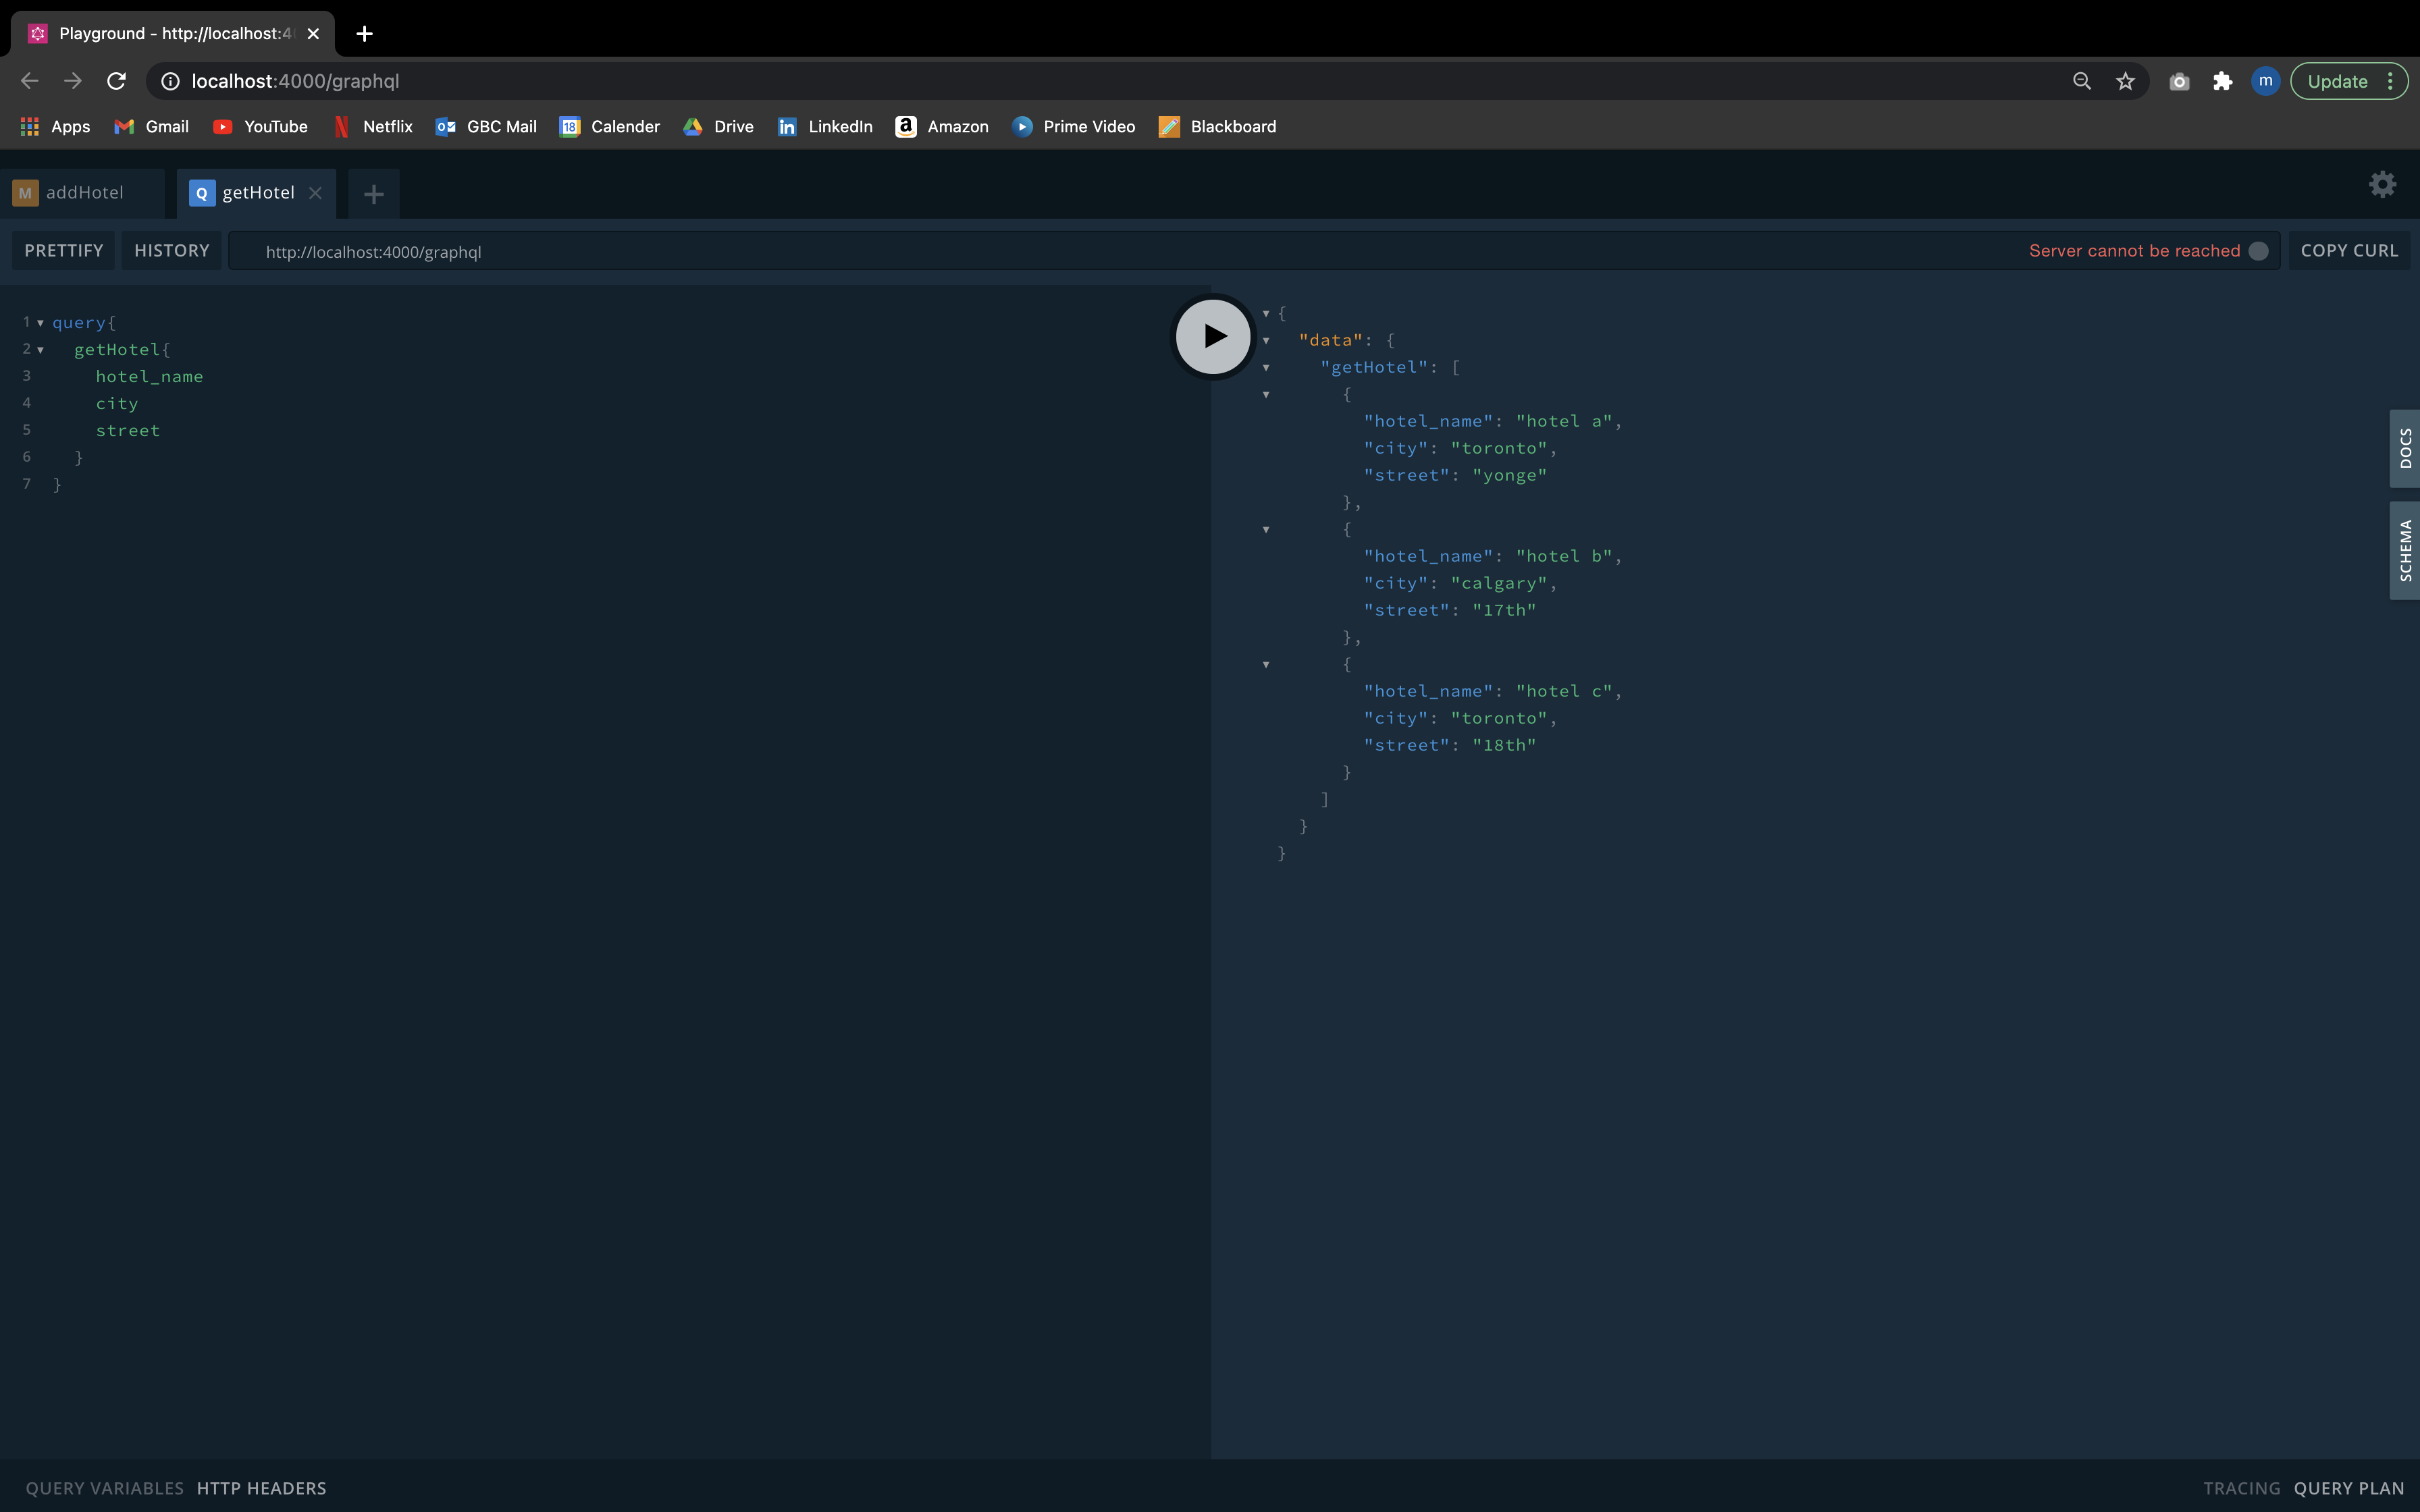 Playground - http://localhost:4
localhost:4000/graphql
m
Update
Apps
Gmail
YouTube
Netflix
GBC Mail
18
Calender
Drive
in
LinkedIn
a
Amazon
Prime Video
Blackboard
M addHotel
Q getHotel
PRETTIFY
HISTORY
http://localhost:4000/graphql
Server cannot be reached
COPY CURL
1 query{
2 getHotel{
3 hotel_name
4 city
5 street
6 }
7 }
{
"data": {
"getHotel": [
{
"hotel_name": "hotel a",
"city": "toronto",
"street": "yonge"
},
{
"hotel_name": "hotel b",
"city": "calgary",
"street": "17th"
},
{
"hotel_name": "hotel c",
"city": "toronto",
"street": "18th"
}
]
}
}
DOCS
SCHEMA
QUERY VARIABLES
HTTP HEADERS
TRACING
QUERY PLAN